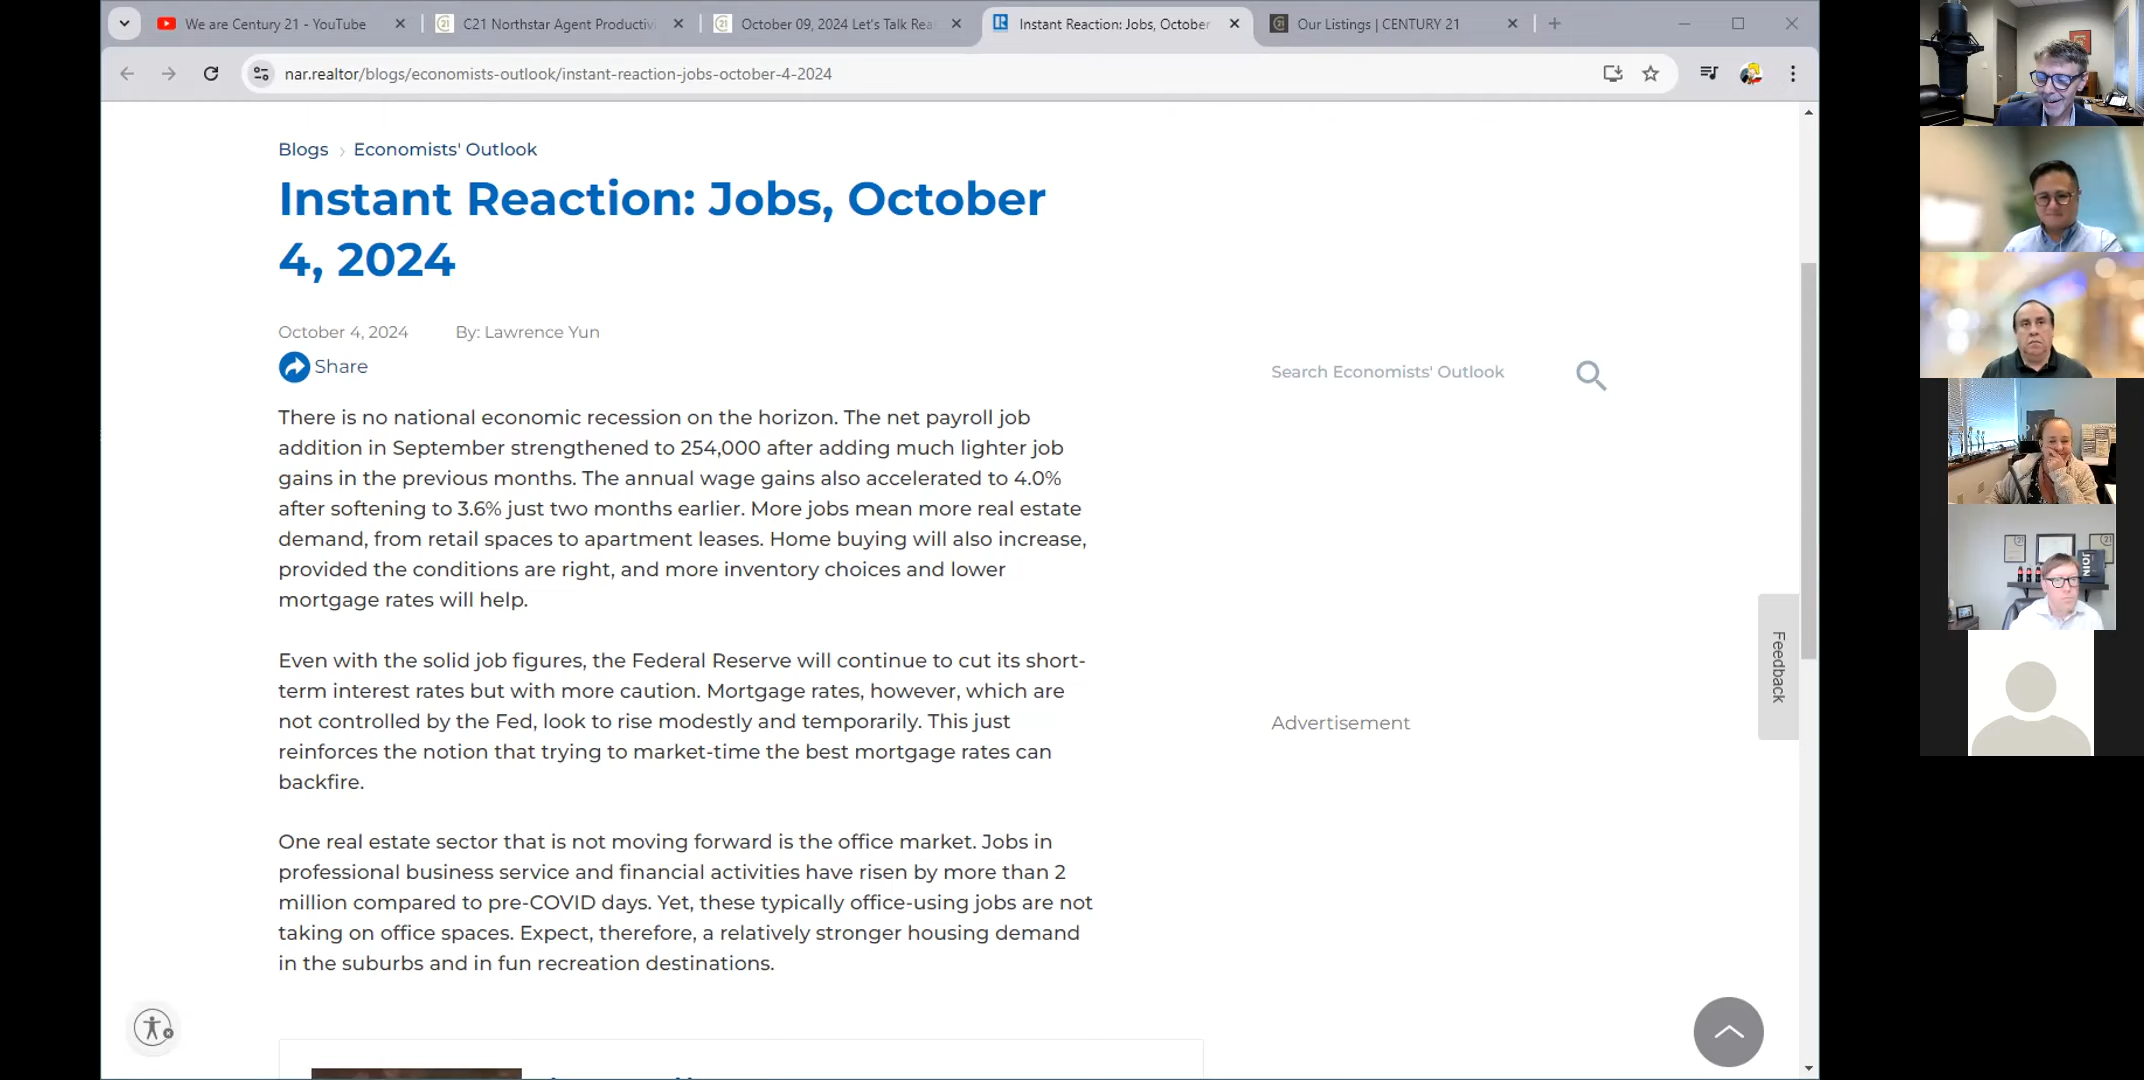 We are Century 21 - YouTube
C21 Northstar Agent Productivi
October 09, 2024 Let's Talk Rea
Instant Reaction: Jobs, October
Our Listings | CENTURY 21
nar.realtor/blogs/economists-outlook/instant-reaction-jobs-october-4-2024
Blogs › Economists' Outlook
Instant Reaction: Jobs, October
4, 2024
October 4, 2024 By: Lawrence Yun
Share
Search Economists' Outlook
There is no national economic recession on the horizon. The net payroll job
addition in September strengthened to 254,000 after adding much lighter job
gains in the previous months. The annual wage gains also accelerated to 4.0%
after softening to 3.6% just two months earlier. More jobs mean more real estate
demand, from retail spaces to apartment leases. Home buying will also increase,
provided the conditions are right, and more inventory choices and lower
mortgage rates will help.
Even with the solid job figures, the Federal Reserve will continue to cut its short-
term interest rates but with more caution. Mortgage rates, however, which are
not controlled by the Fed, look to rise modestly and temporarily. This just
reinforces the notion that trying to market-time the best mortgage rates can
backfire.
One real estate sector that is not moving forward is the office market. Jobs in
professional business service and financial activities have risen by more than 2
million compared to pre-COVID days. Yet, these typically office-using jobs are not
taking on office spaces. Expect, therefore, a relatively stronger housing demand
in the suburbs and in fun recreation destinations.
Advertisement
Feedback
JOIN